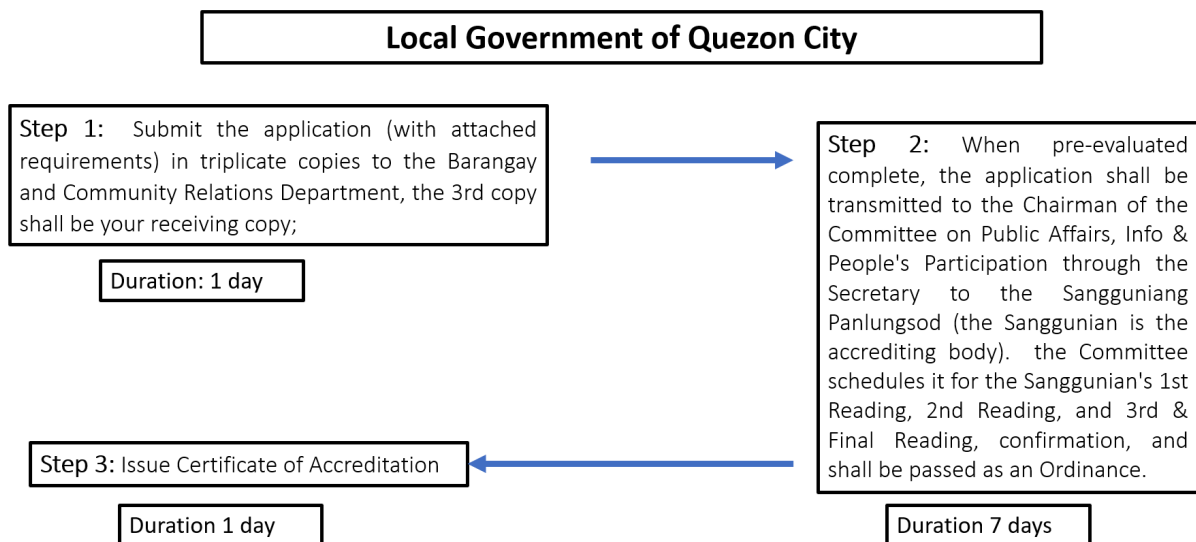 Local Government of Quezon City
Step 1: Submit the application (with attached
requirements) in triplicate copies to the Barangay
and Community Relations Department, the 3rd copy
shall be your receiving copy;
Duration: 1 day
Step 2: When pre-evaluated
complete, the application shall be
transmitted to the Chairman of the
Committee on Public Affairs, Info &
People's Participation through the
Secretary to the Sangguniang
Panlungsod (the Sanggunian is the
accrediting body). the Committee
schedules it for the Sanggunian's 1st
Reading, 2nd Reading, and 3rd &
Final Reading, confirmation, and
shall be passed as an Ordinance.
Duration 7 days
Step 3: Issue Certificate of Accreditation
Duration 1 day